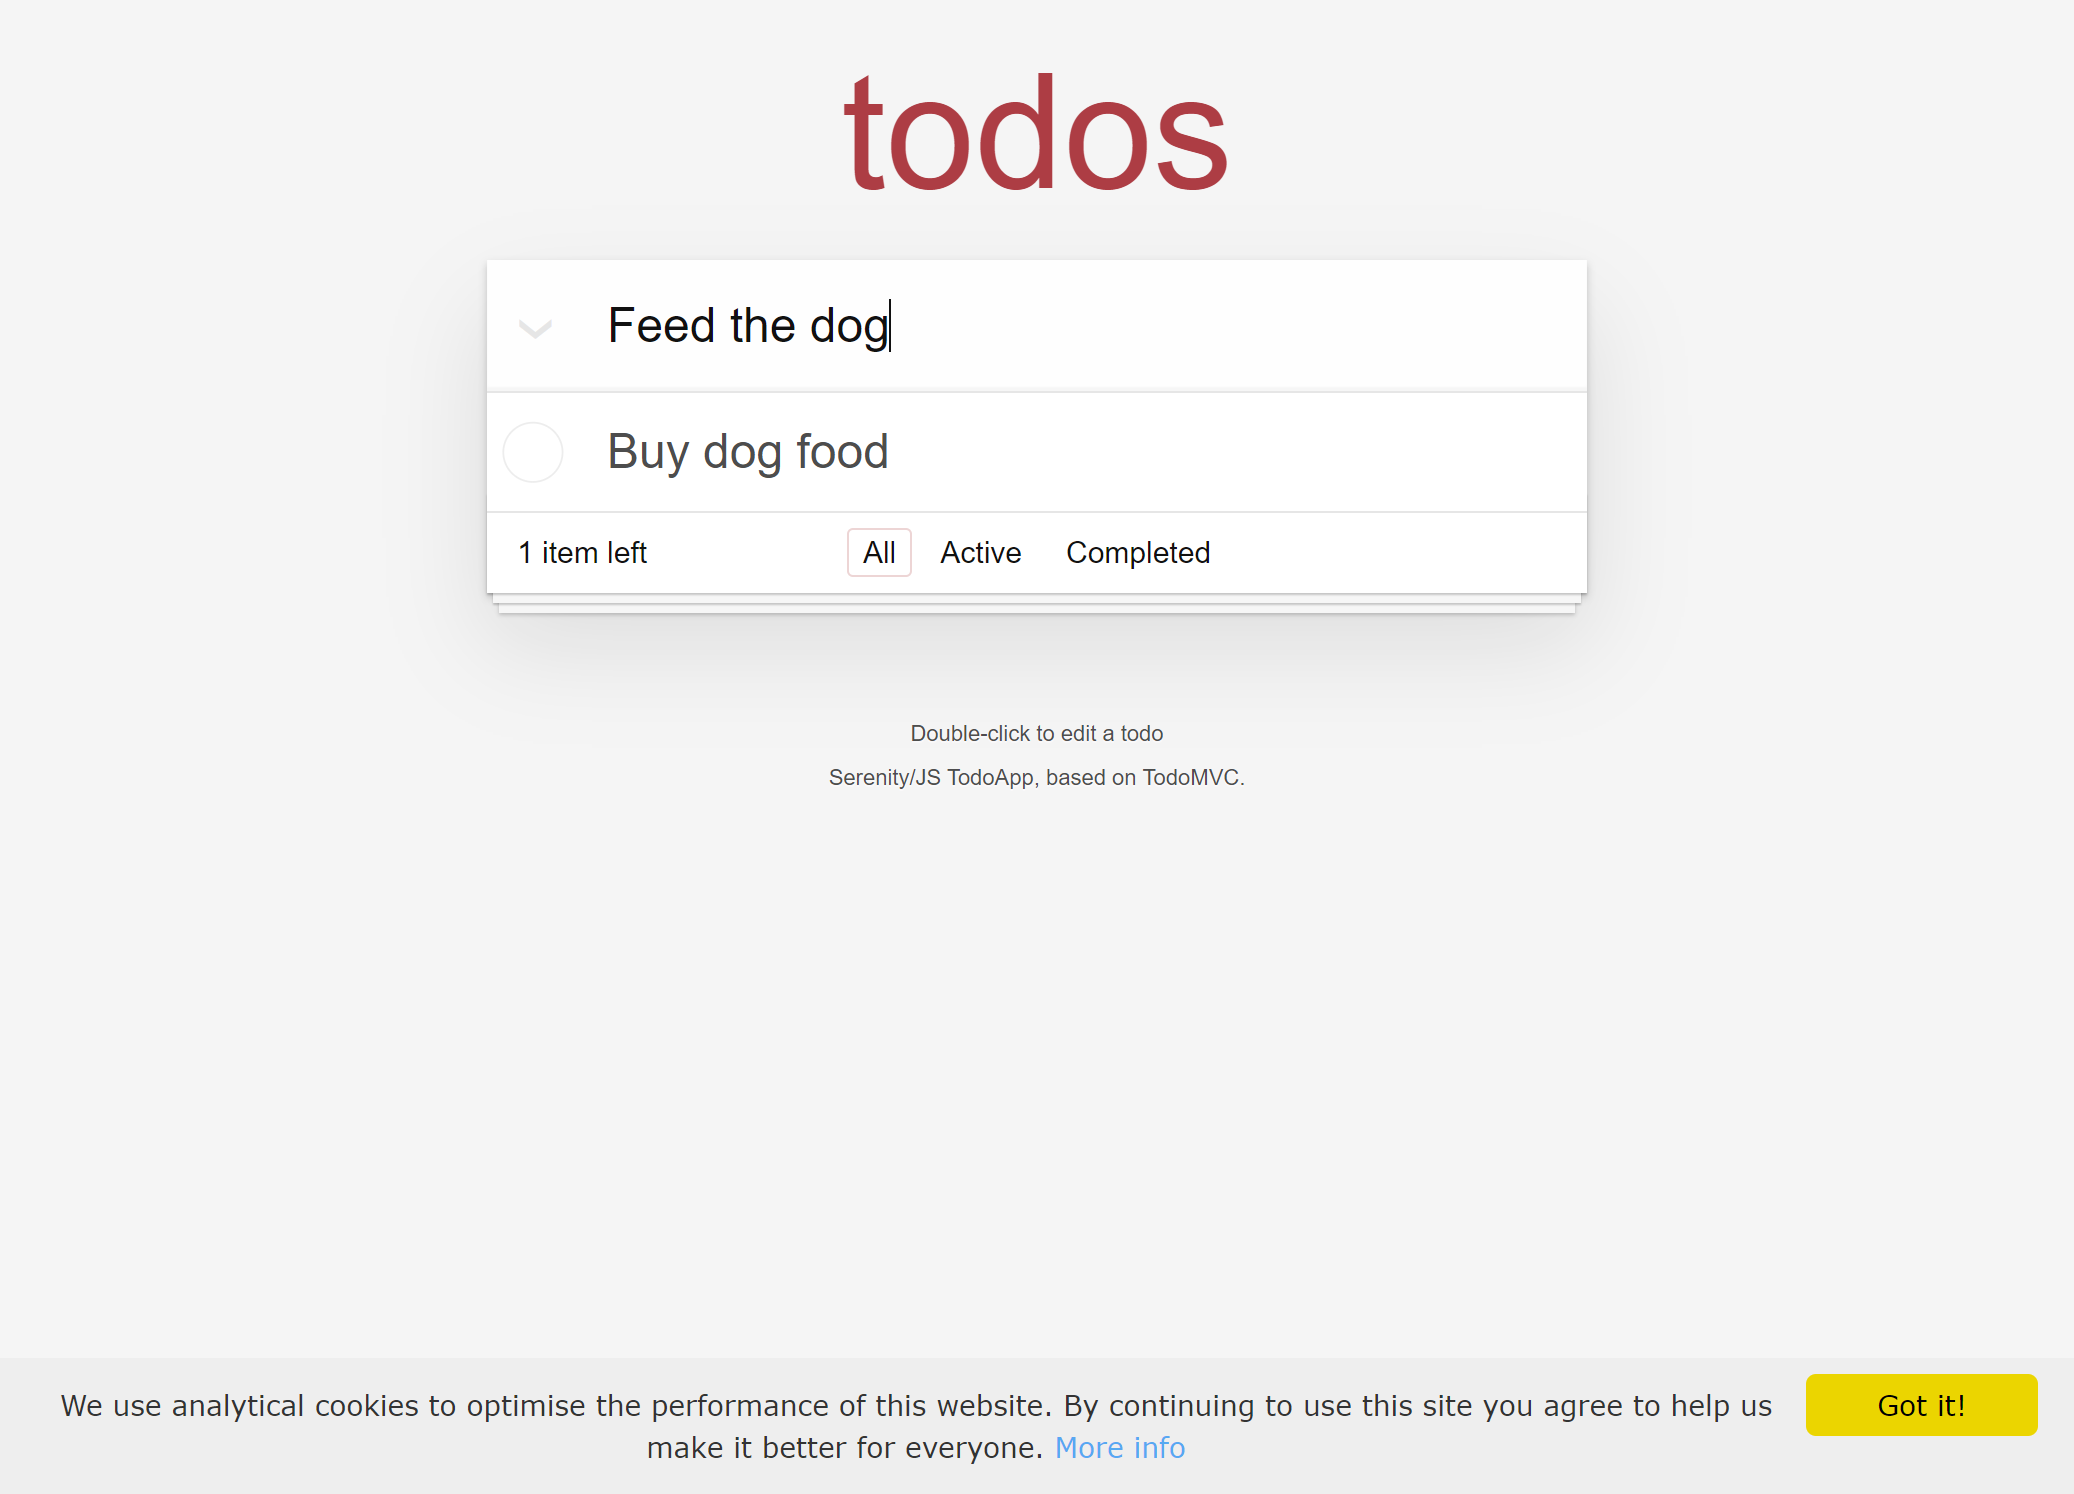 todos
Feed the dog
Buy dog food
1 item left All Active Completed
Double-click to edit a todo
Serenity/JS TodoApp, based on TodoMVC.
We use analytical cookies to optimise the performance of this website. By continuing to use this site you agree to help us
make it better for everyone. More info
Got it!